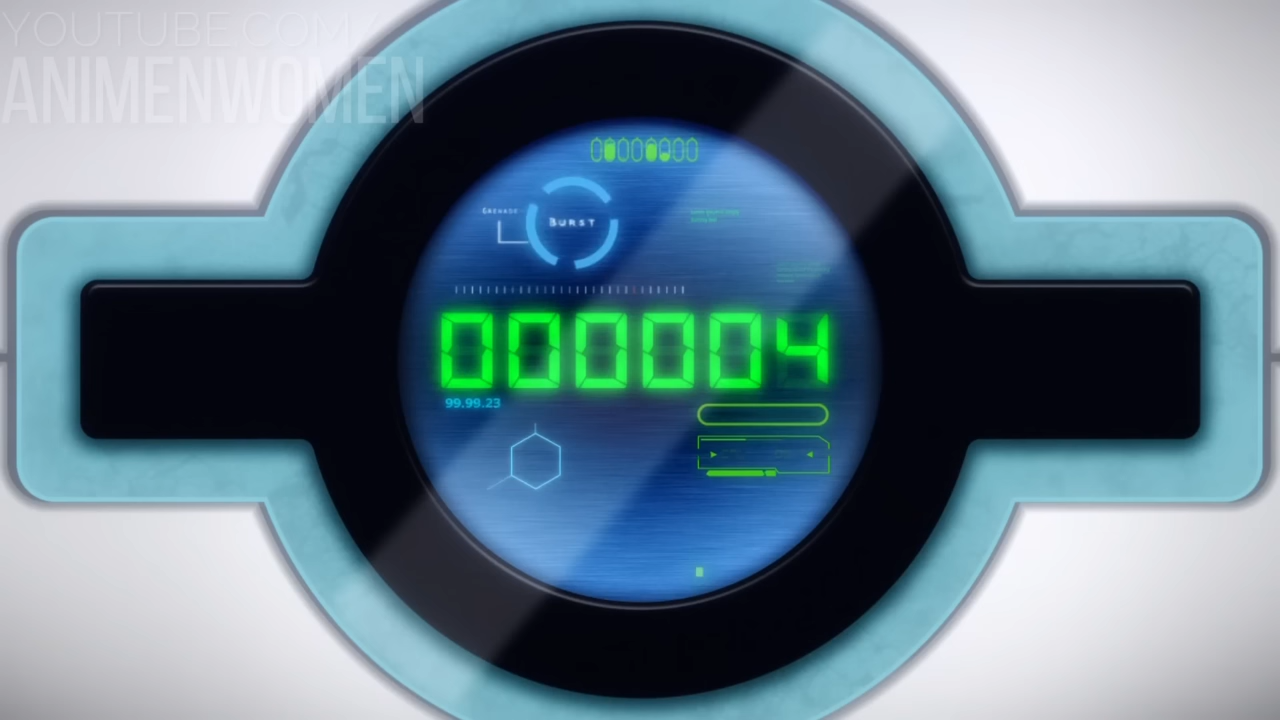 YOUTUBE.COM/
ANIMENWOMEN
GRENADE
BURST
000004
99.99.23